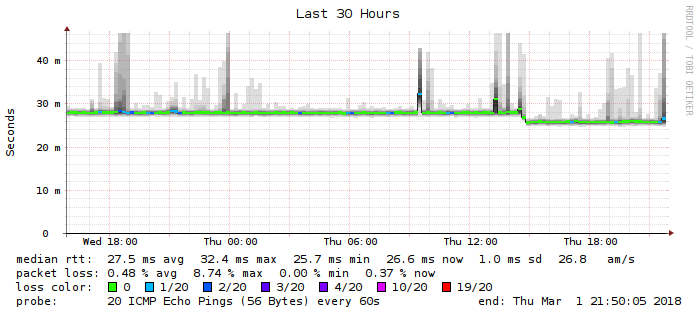 Last 30 Hours
RRDTOOL / TOBI OETIKER
Seconds
40 m
30 m
20 m
10 m
0
Wed 18:00 Thu 00:00 Thu 06:00 Thu 12:00 Thu 18:00
median rtt: 27.5 ms avg 32.4 ms max 25.7 ms min 26.6 ms now 1.0 ms sd 26.8 am/s
packet loss: 0.48 % avg 8.74 % max 0.00 % min 0.37 % now
loss color: 0 1/20 2/20 3/20 4/20 10/20 19/20
probe: 20 ICMP Echo Pings (56 Bytes) every 60s end: Thu Mar 1 21:50:05 2018